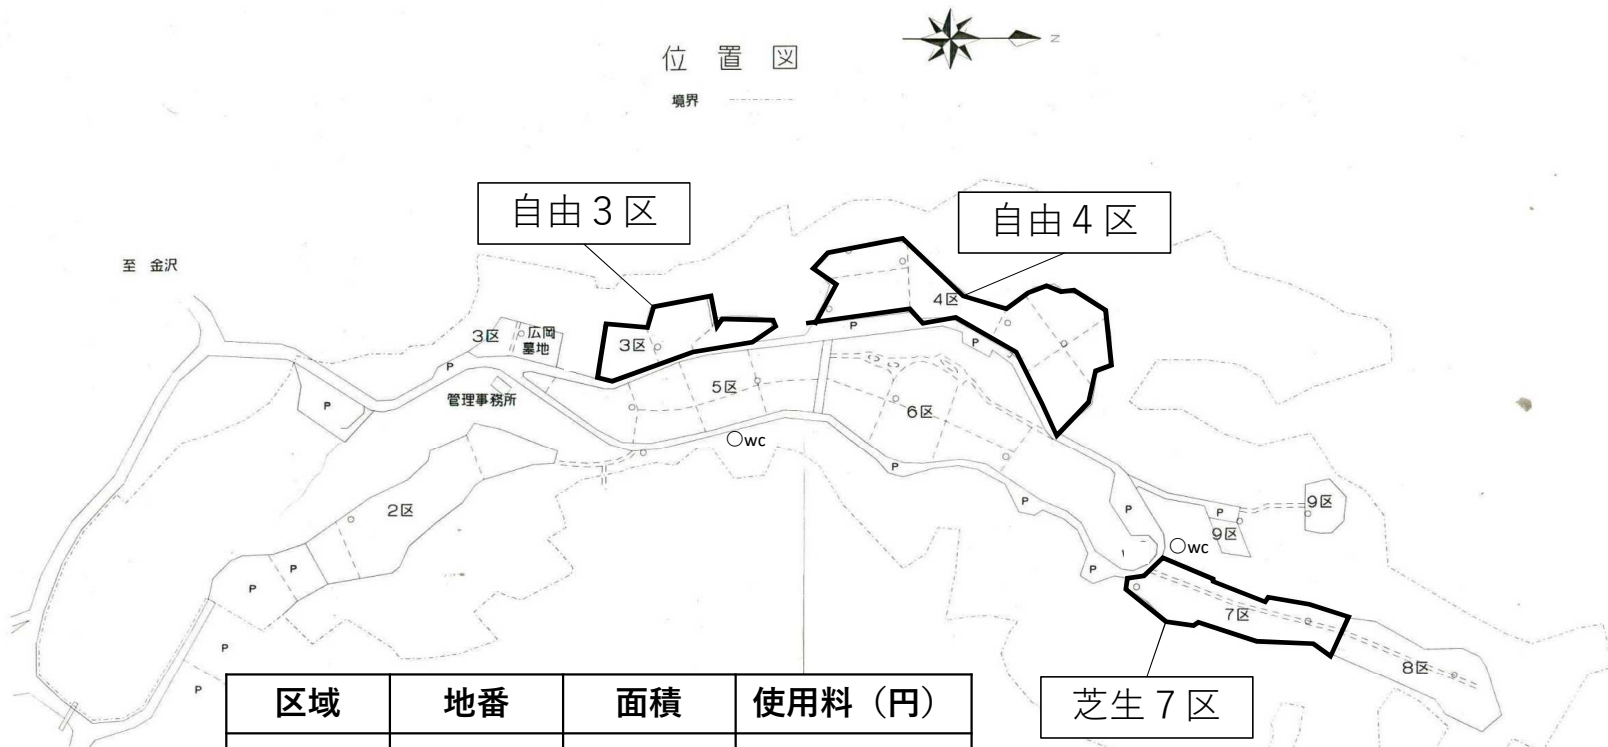 位 置 図
N
境界
自由３区
自由４区
至 金沢
4区
P
3区
広岡
墓地
3区
P
P
5区
管理事務所
P
6区
○wc
P
2区
P
P
P
9区
9区
○wc
P
P
P
7区
P
P
8区
区域 地番 面積 使用料（円）
芝生７区